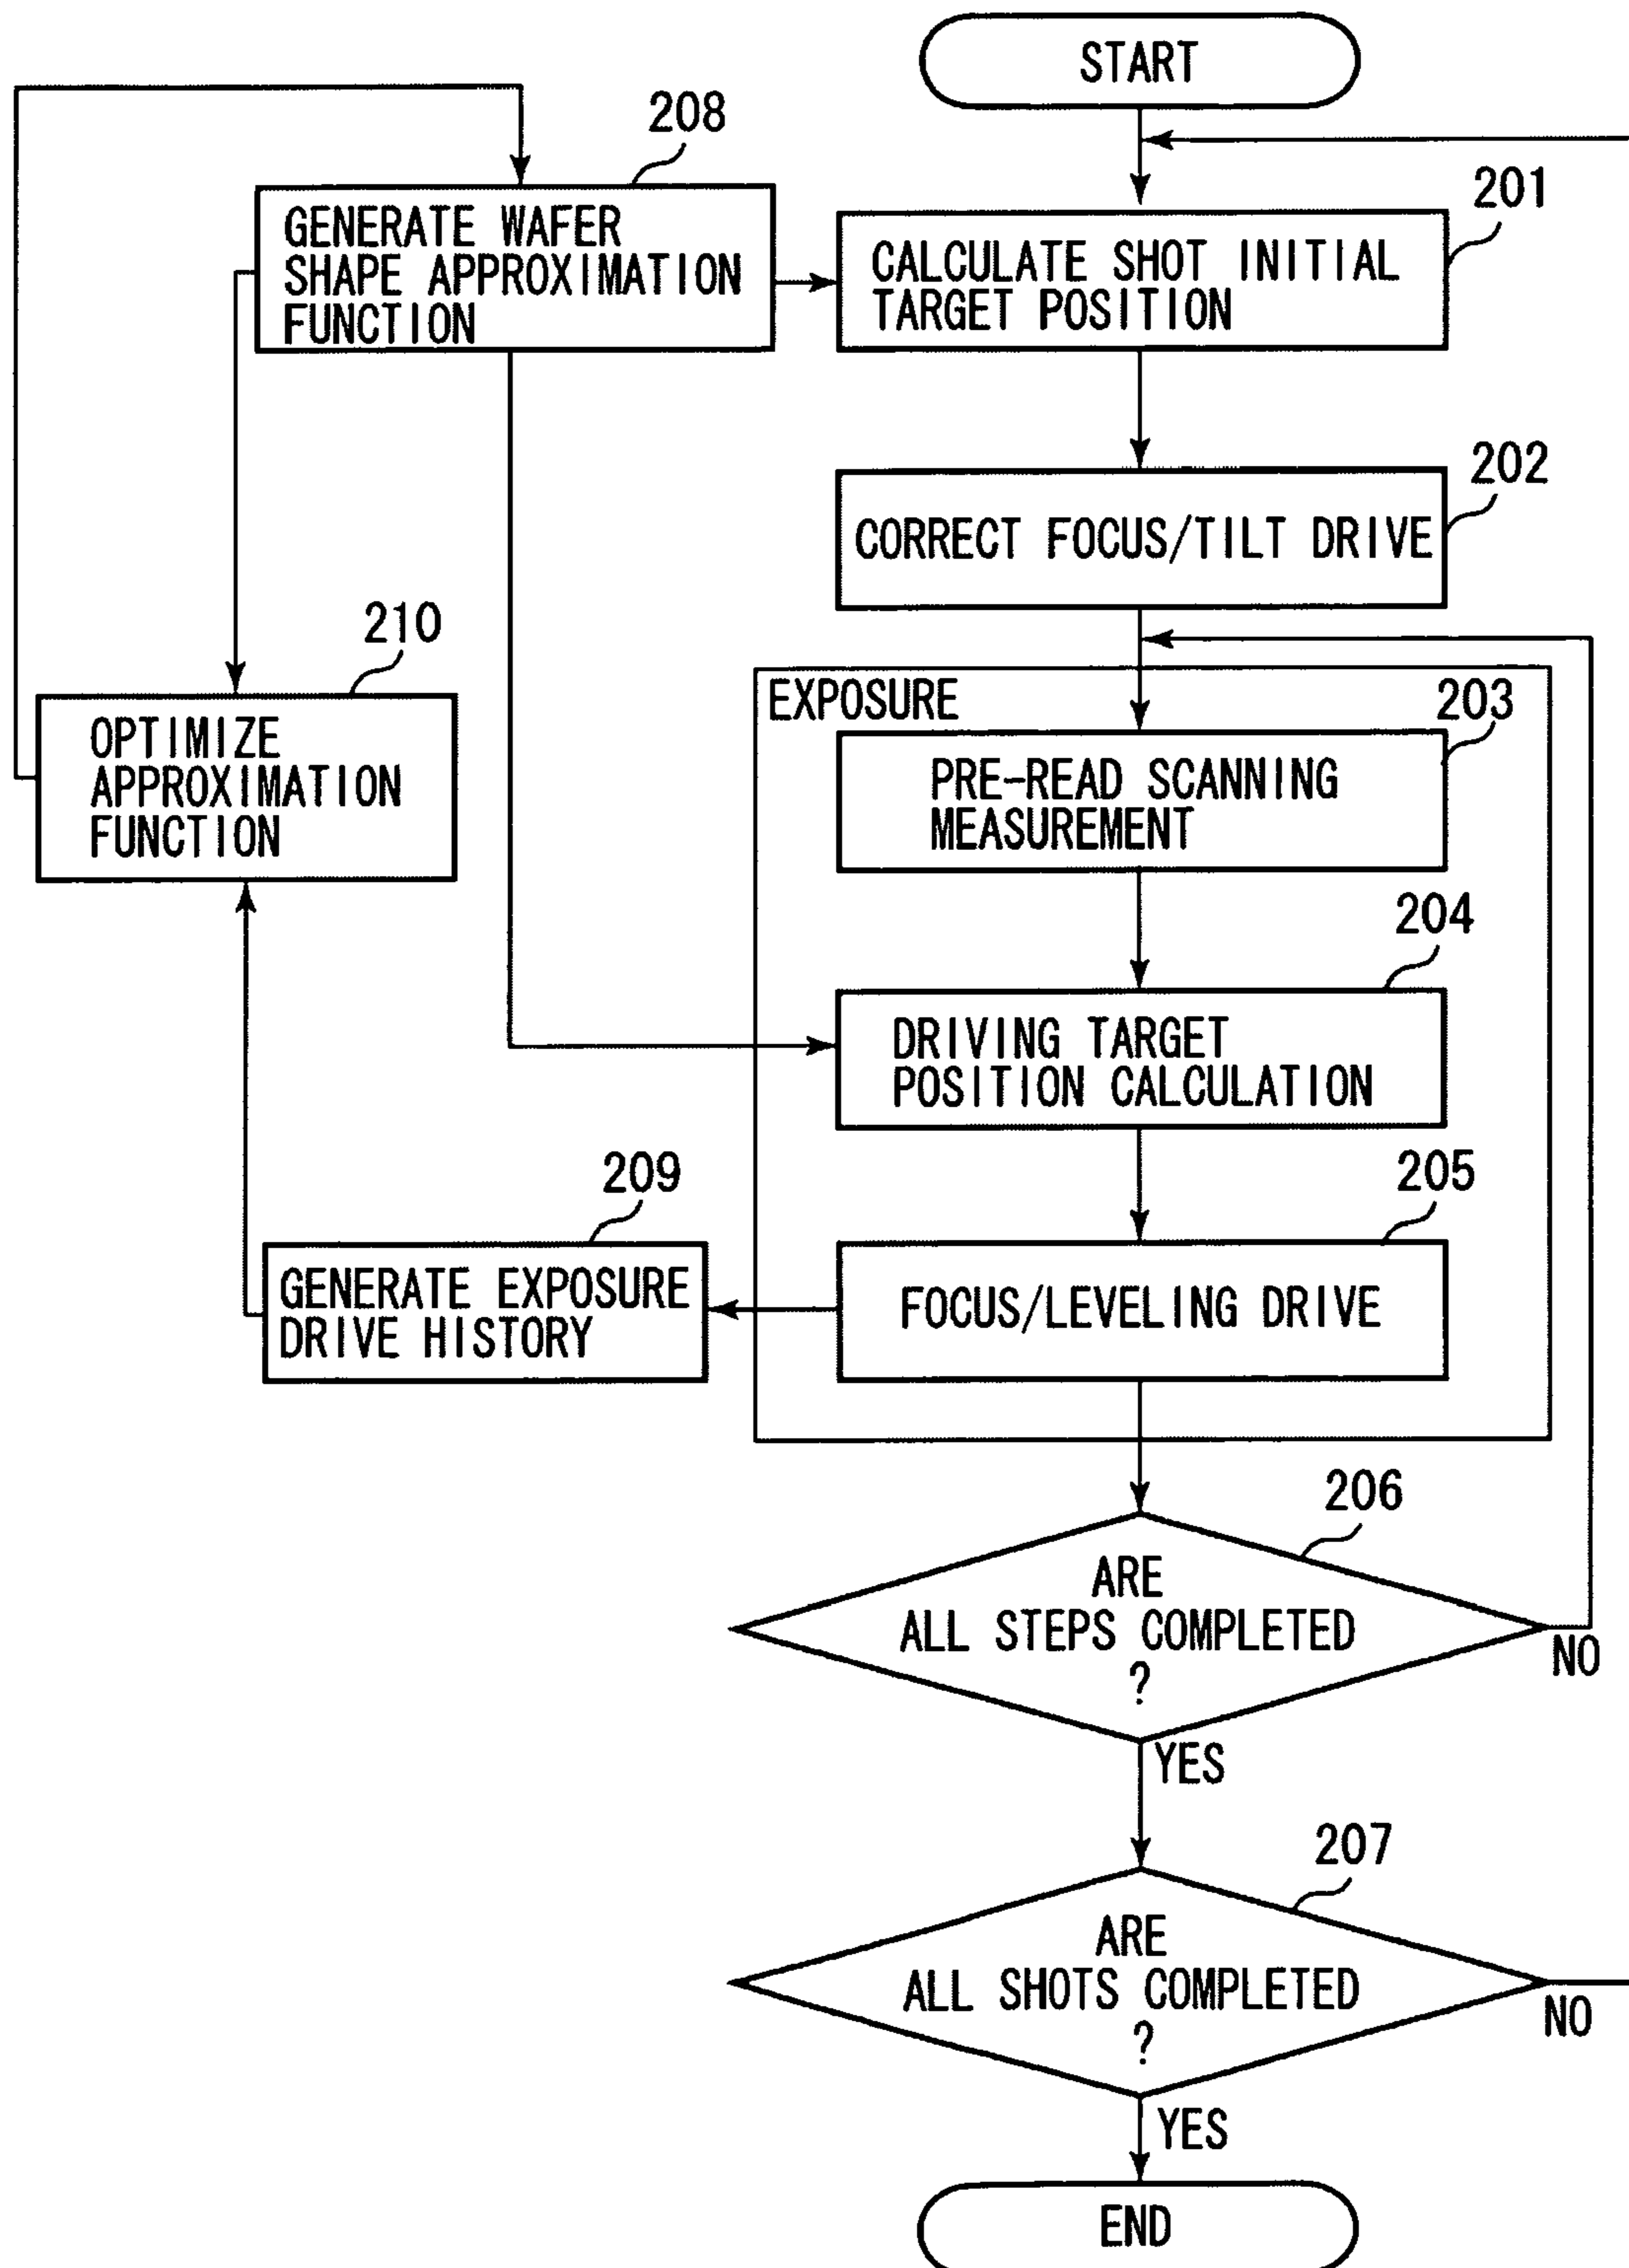 START
208
GENERATE WAFER
SHAPE APPROXIMATION
FUNCTION
201
CALCULATE SHOT INITIAL
TARGET POSITION
202
CORRECT FOCUS/TILT DRIVE
210
OPTIMIZE
APPROXIMATION
FUNCTION
EXPOSURE
203
PRE-READ SCANNING
MEASUREMENT
204
DRIVING TARGET
POSITION CALCULATION
209
GENERATE EXPOSURE
DRIVE HISTORY
205
FOCUS/LEVELING DRIVE
206
ARE
ALL STEPS COMPLETED
?
NO
YES
207
ARE
ALL SHOTS COMPLETED
?
NO
YES
END